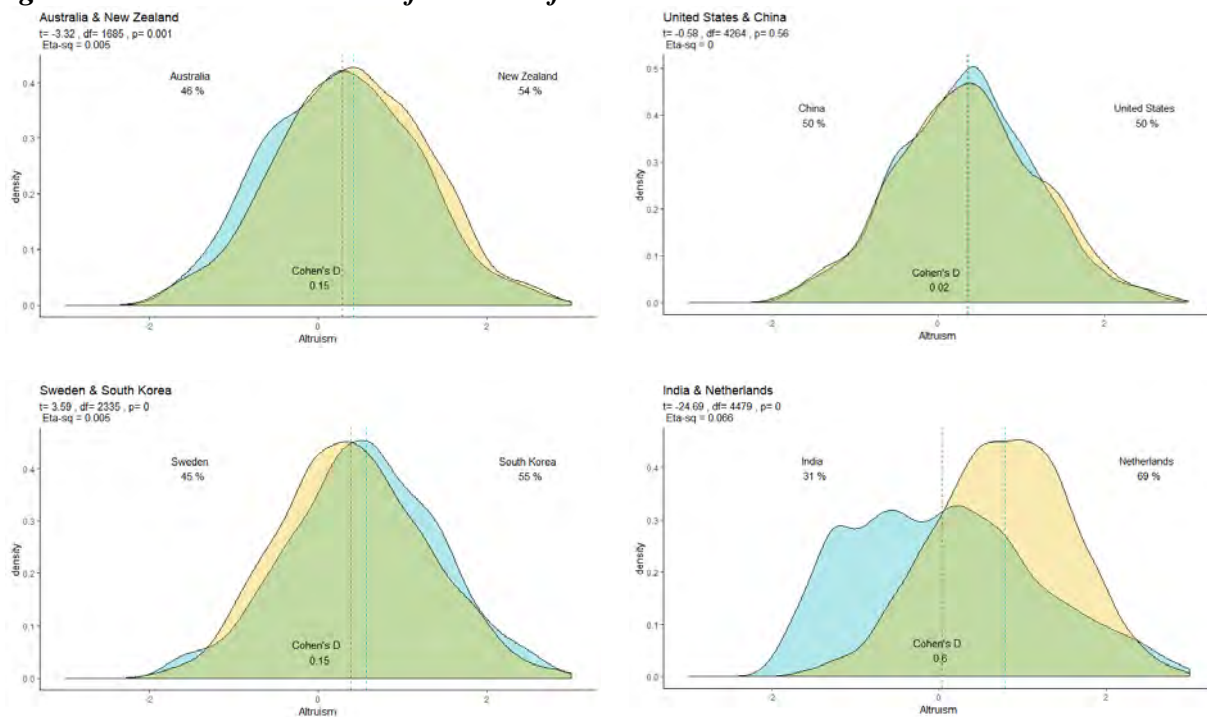 Australia & New Zealand
t= -3.32 , df= 1685 , p= 0.001
Eta-sq = 0.005
Australia
46 %
New Zealand
54 %
0.4
0.3
0.2
0.1
0.0
density
Cohen's D
0.15
-2
0
2
Altruism
United States & China
t= -0.58 , df= 4264 , p= 0.56
Eta-sq = 0
China
50 %
United States
50 %
0.5
0.4
0.3
0.2
0.1
0.0
density
Cohen's D
0.02
-2
0
2
Altruism
Sweden & South Korea
t= 3.59 , df= 2335 , p= 0
Eta-sq = 0.005
Sweden
45 %
South Korea
55 %
0.4
0.3
0.2
0.1
0.0
density
Cohen's D
0.15
-2
0
2
Altruism
India & Netherlands
t= -24.69 , df= 4479 , p= 0
Eta-sq = 0.066
India
31 %
Netherlands
69 %
0.4
0.3
0.2
0.1
0.0
density
Cohen's D
0.6
-2
0
2
Altruism